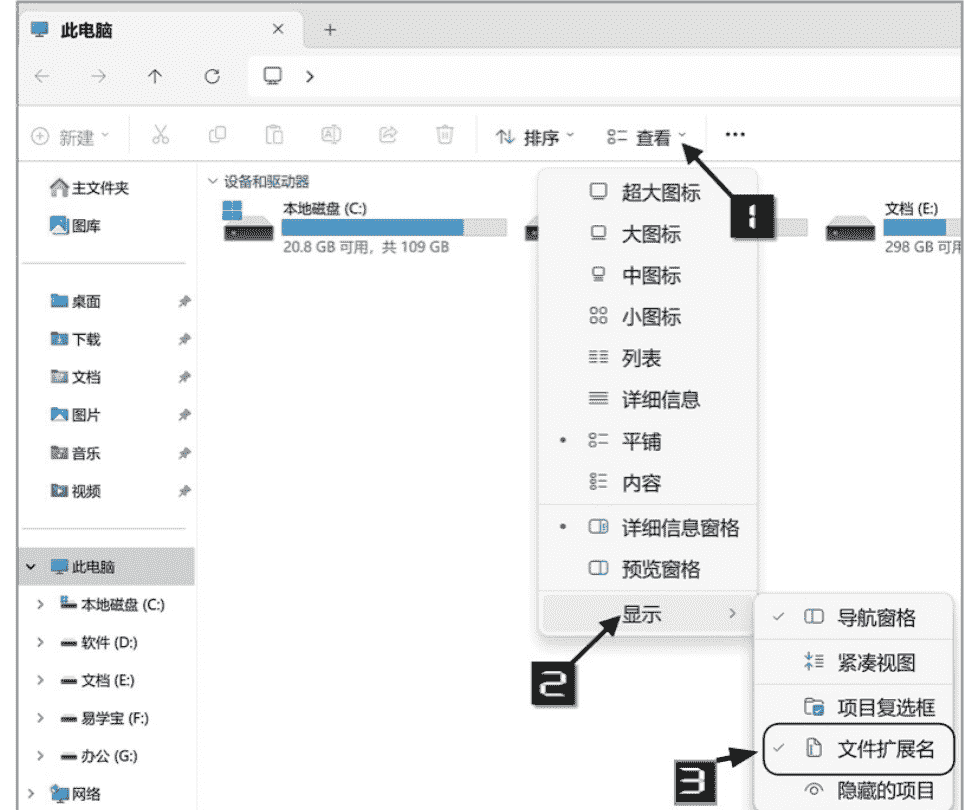 此电脑
新建
排序
查看
设备和驱动器
本地磁盘 (C:)
20.8 GB 可用，共 109 GB
文档 (E:)
298 GB 可用
主文件夹
图库
桌面
下载
文档
图片
音乐
视频
此电脑
本地磁盘 (C:)
软件 (D:)
文档 (E:)
易学宝 (F:)
办公 (G:)
网络
超大图标
大图标
中图标
小图标
列表
详细信息
平铺
内容
详细信息窗格
预览窗格
显示
导航窗格
紧凑视图
项目复选框
文件扩展名
隐藏的项目
1
2
3